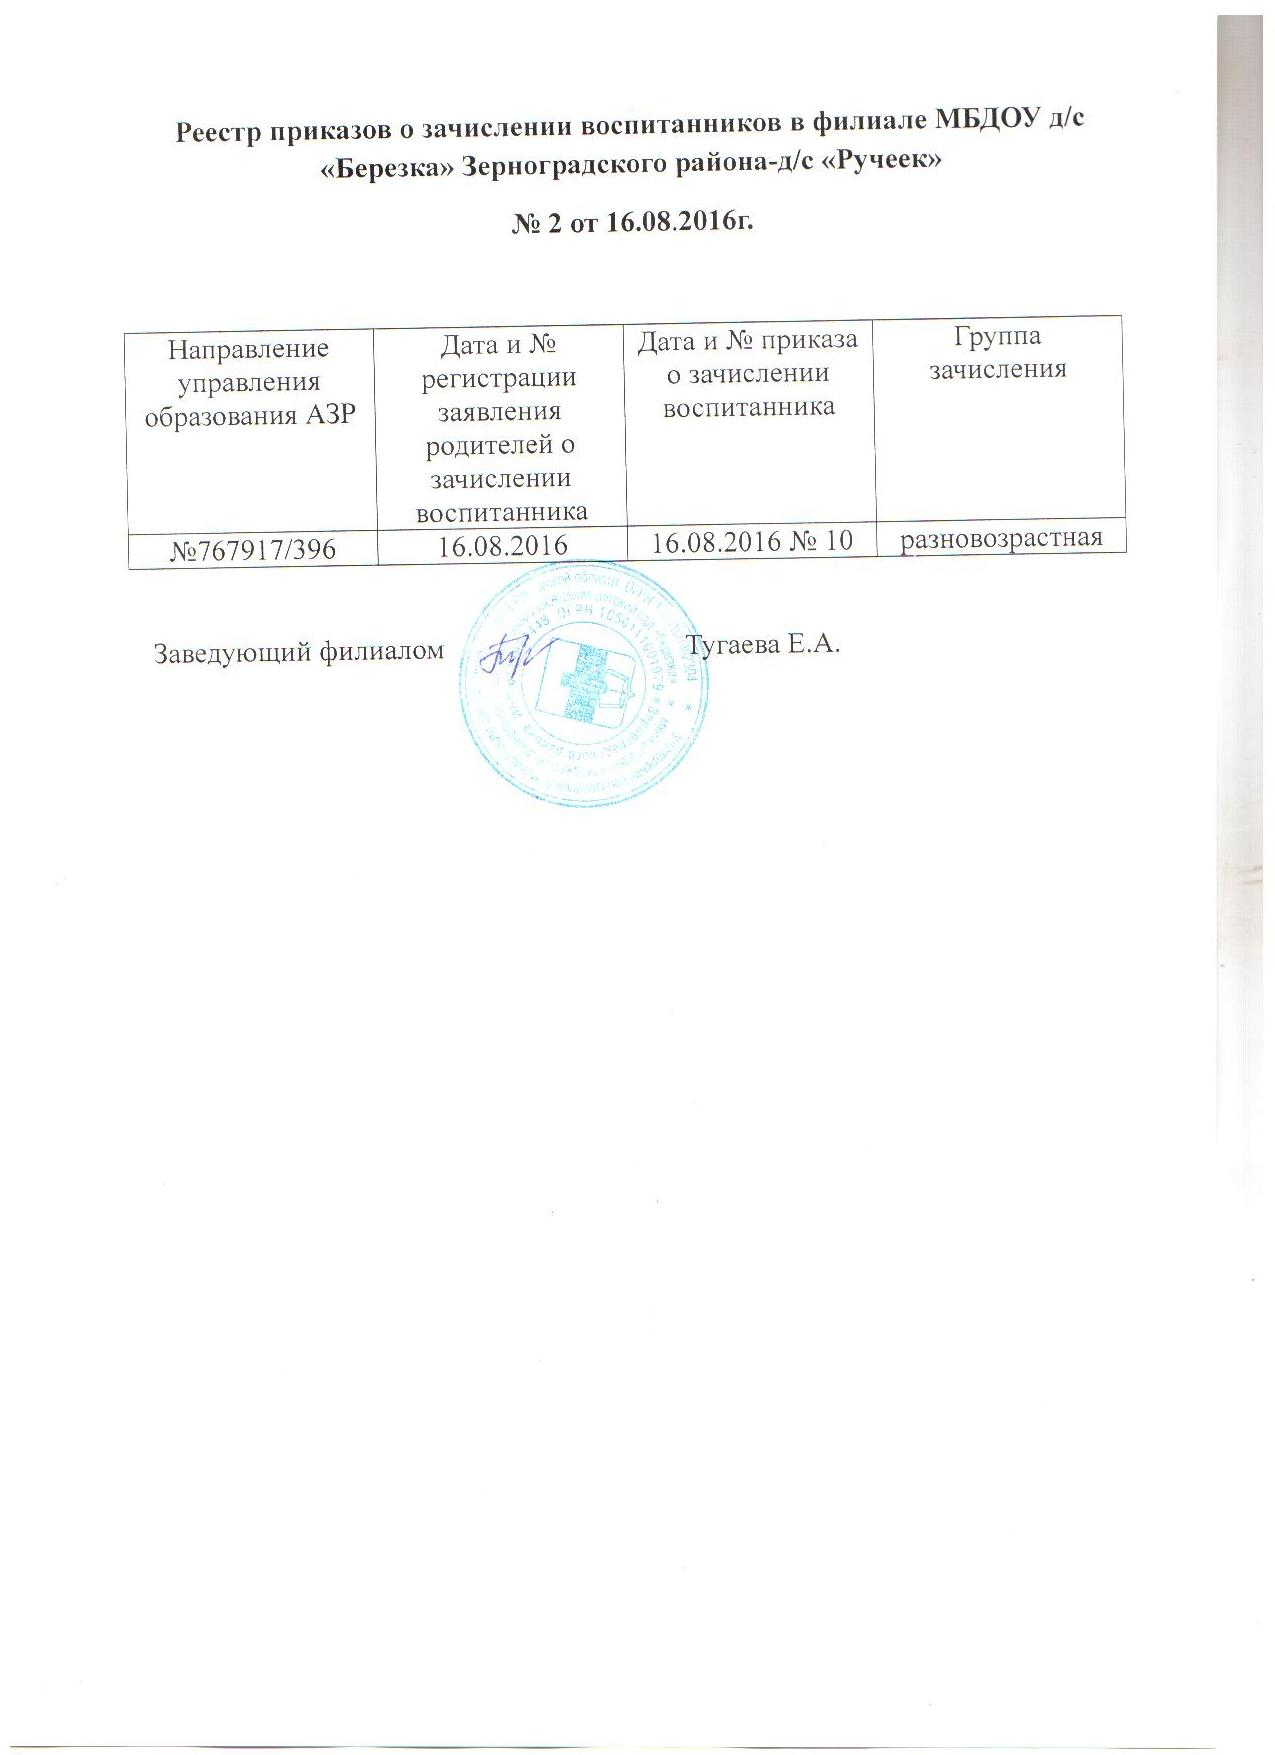 Реестр приказов о зачислении воспитанников в филиале МБДОУ д/с
«Березка» Зерноградского района-д/с «Ручеек»
№ 2 от 16.08.2016г.
Направление
управления
образования АЗР
Дата и №
регистрации
заявления
родителей о
зачислении
воспитанника
Дата и № приказа
о зачислении
воспитанника
Группа
зачисления
№767917/396
16.08.2016
16.08.2016 № 10
разновозрастная
Заведующий филиалом
Тугаева Е.А.